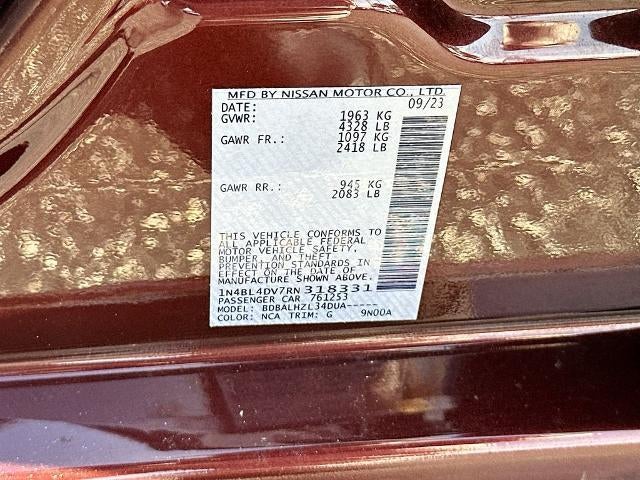 MFD BY NISSAN MOTOR CO., LTD.
DATE: 09/23
GVWR: 1963 KG
4328 LB
GAWR FR.: 1097 KG
2418 LB
GAWR RR.: 945 KG
2083 LB
THIS VEHICLE CONFORMS TO
ALL APPLICABLE FEDERAL
MOTOR VEHICLE SAFETY,
BUMPER, AND THEFT
PREVENTION STANDARDS IN
EFFECT ON THE DATE OF
MANUFACTURE SHOWN ABOVE.
1N4BL4DV7RN318331
PASSENGER CAR 761253
MODEL: BDBALHZL34DUA-----
COLOR: NCA TRIM: G 9N00A